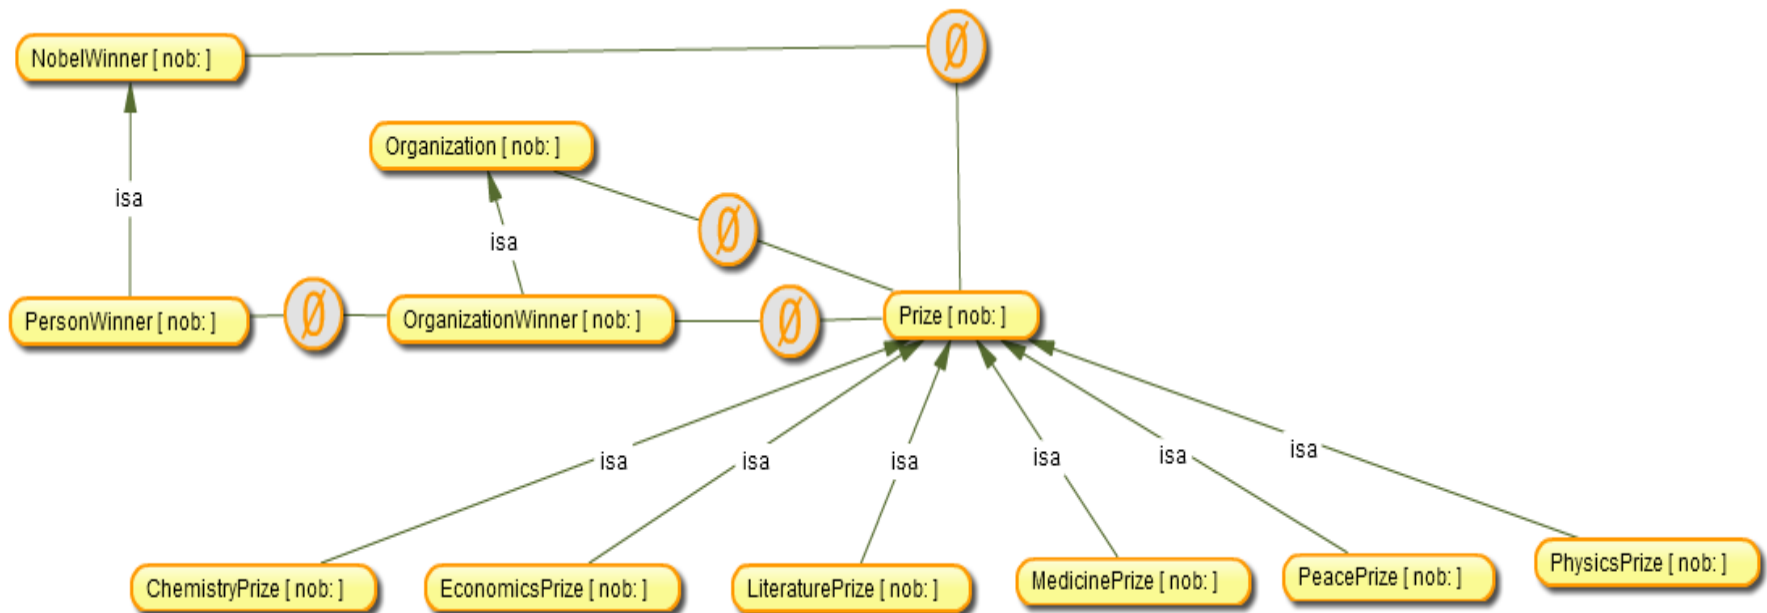 NobelWinner [ nob: ]
Ø
Organization [ nob: ]
isa
Ø
isa
PersonWinner [ nob: ]
Ø
OrganizationWinner [ nob: ]
Ø
Prize [ nob: ]
isa
isa
isa
isa
isa
isa
ChemistryPrize [ nob: ]
EconomicsPrize [ nob: ]
LiteraturePrize [ nob: ]
MedicinePrize [ nob: ]
PeacePrize [ nob: ]
PhysicsPrize [ nob: ]